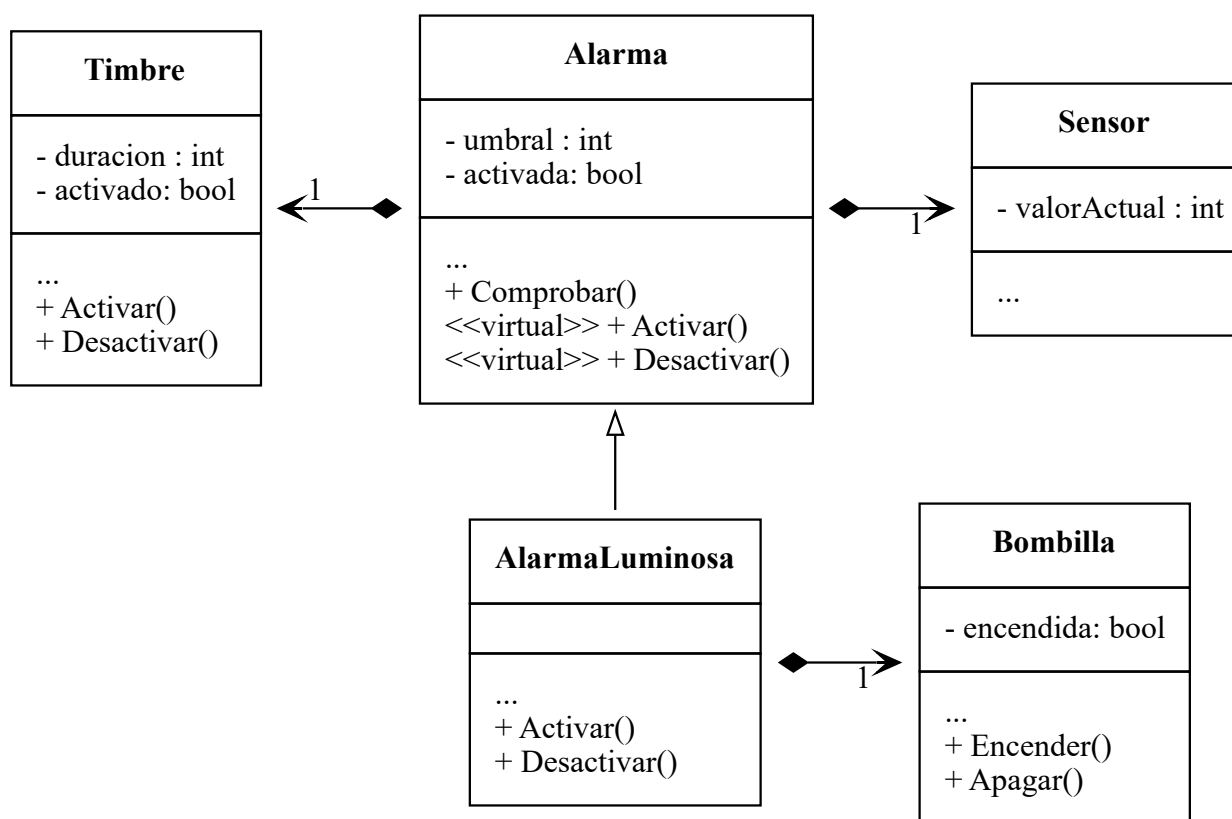 Timbre
- duracion : int
- activado: bool
...
+ Activar()
+ Desactivar()
1
Alarma
- umbral : int
- activada: bool
...
+ Comprobar()
<<virtual>> + Activar()
<<virtual>> + Desactivar()
1
Sensor
- valorActual : int
...
AlarmaLuminosa
...
+ Activar()
+ Desactivar()
1
Bombilla
- encendida: bool
...
+ Encender()
+ Apagar()